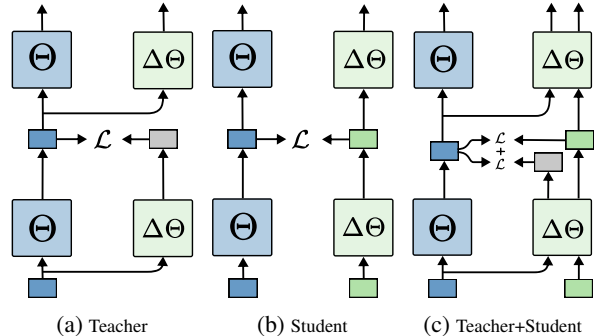 Θ ΔΘ Θ ΔΘ Θ ΔΘ
ℒ ℒ ℒ
+
ℒ
Θ ΔΘ Θ ΔΘ Θ ΔΘ
(a) Teacher (b) Student (c) Teacher+Student